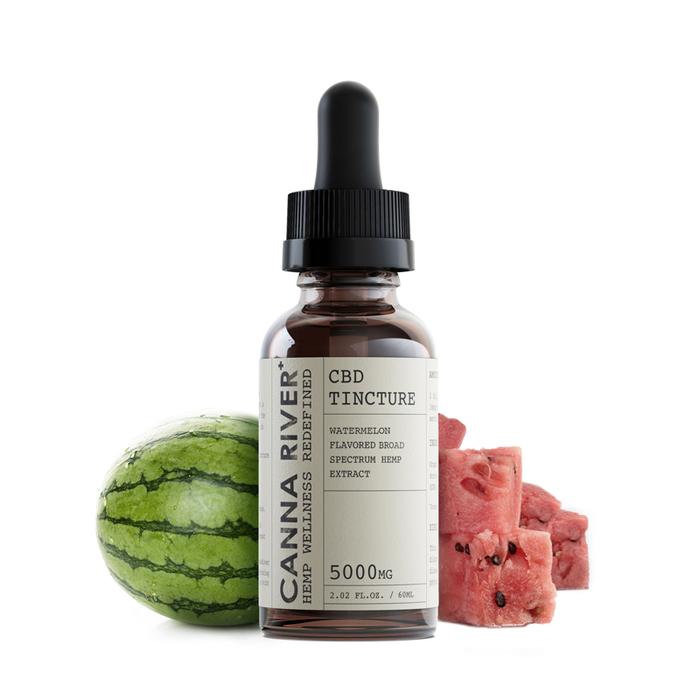 CANNA RIVER+
HEMP WELLNESS REDEFINED
CBD
TINCTURE
WATERMELON
FLAVORED BROAD
SPECTRUM HEMP
EXTRACT
5000MG
2.02 FL.OZ. / 60ML